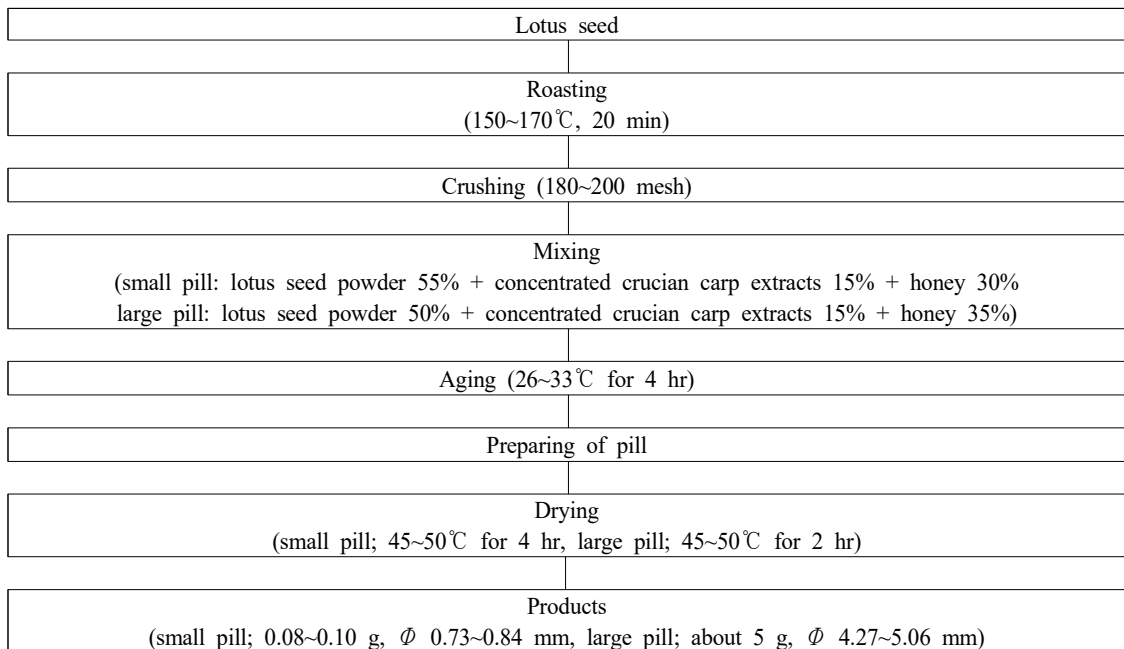 Lotus seed
Roasting
(150~170℃, 20 min)
Crushing (180~200 mesh)
Mixing
(small pill: lotus seed powder 55% + concentrated crucian carp extracts 15% + honey 30%
large pill: lotus seed powder 50% + concentrated crucian carp extracts 15% + honey 35%)
Aging (26~33℃ for 4 hr)
Preparing of pill
Drying
(small pill; 45~50℃ for 4 hr, large pill; 45~50℃ for 2 hr)
Products
(small pill; 0.08~0.10 g, Φ 0.73~0.84 mm, large pill; about 5 g, Φ 4.27~5.06 mm)